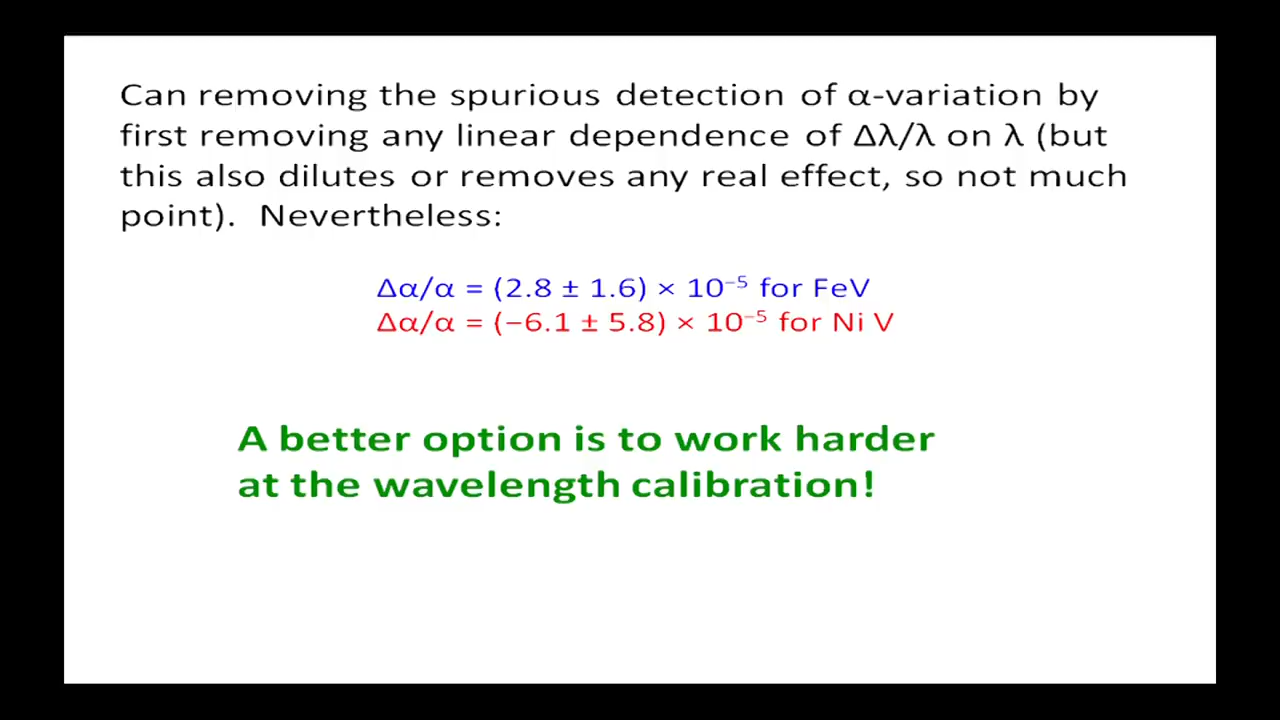 Can removing the spurious detection of α-variation by
first removing any linear dependence of Δλ/λ on λ (but
this also dilutes or removes any real effect, so not much
point). Nevertheless:
Δα/α = (2.8 ± 1.6) × 10⁻⁵ for FeV
Δα/α = (−6.1 ± 5.8) × 10⁻⁵ for Ni V
A better option is to work harder
at the wavelength calibration!